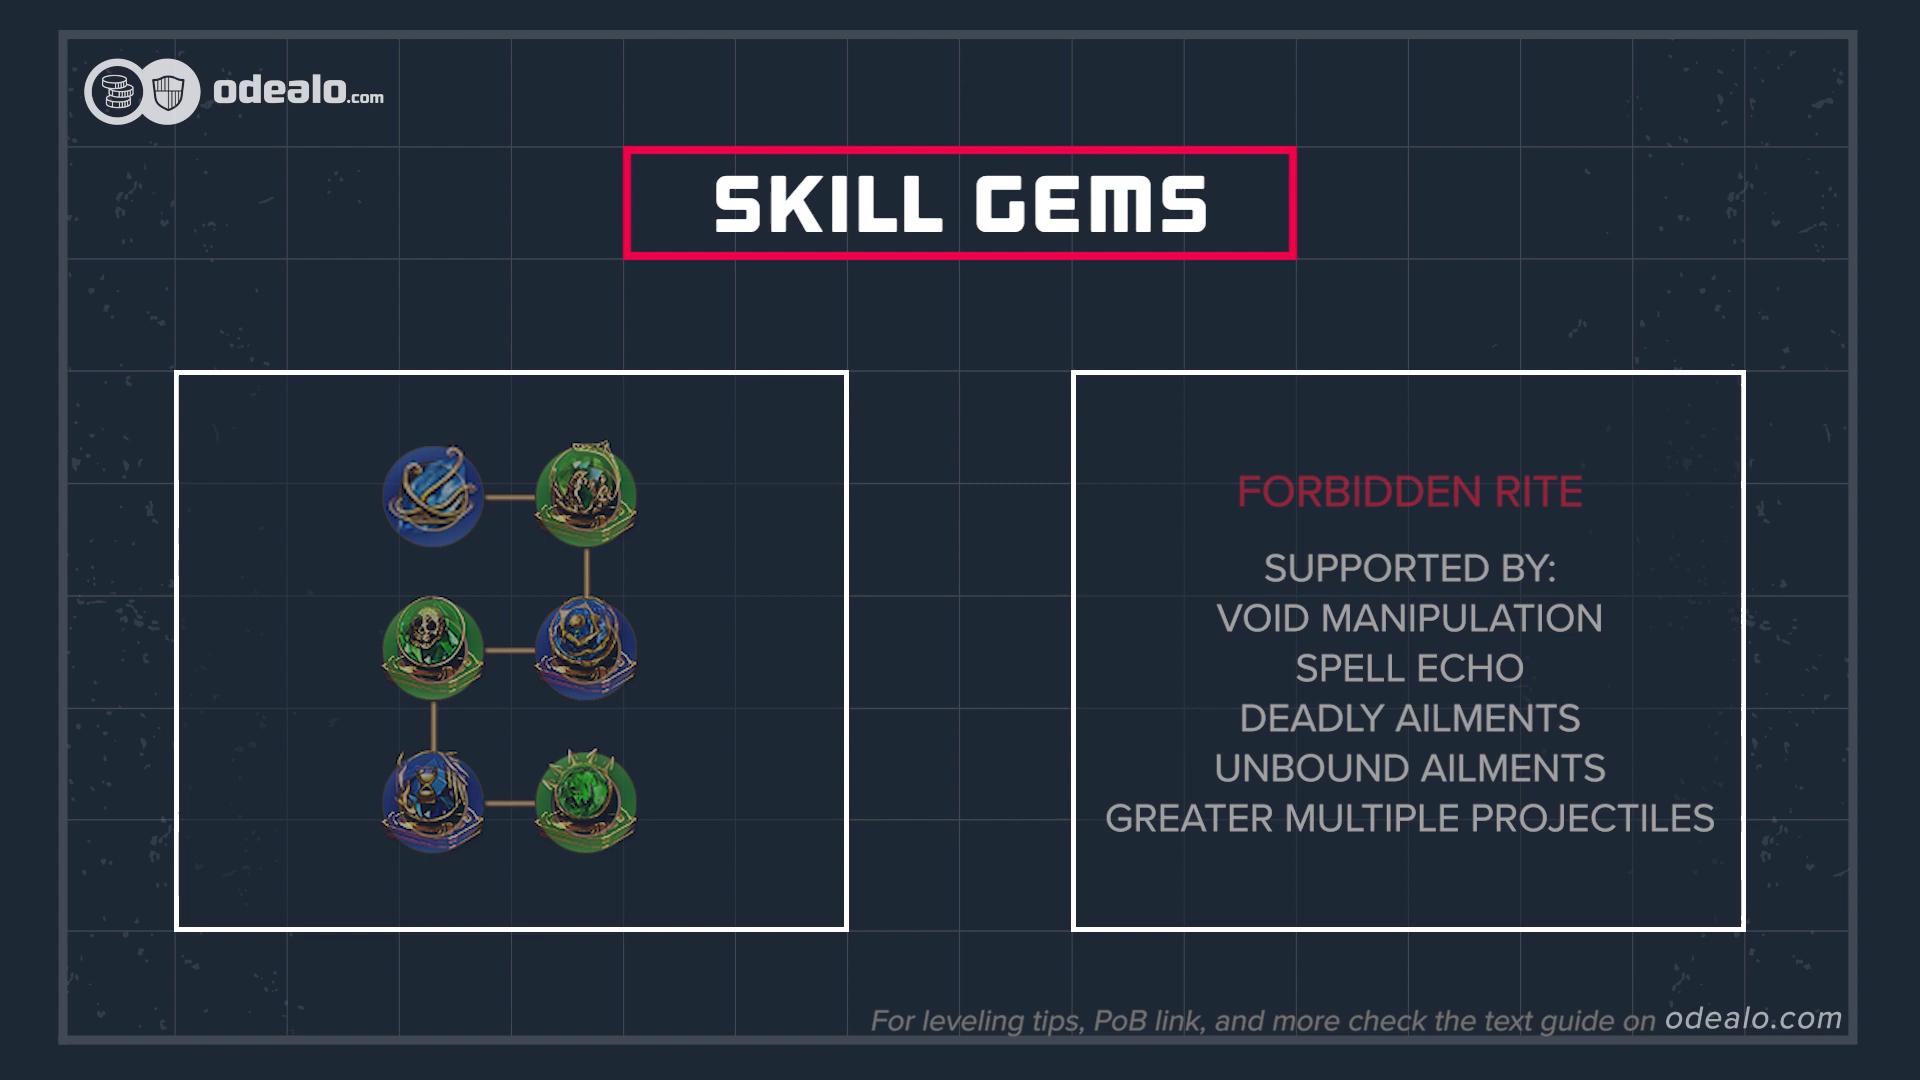 odealo.com
SKILL GEMS
FORBIDDEN RITE
SUPPORTED BY:
VOID MANIPULATION
SPELL ECHO
DEADLY AILMENTS
UNBOUND AILMENTS
GREATER MULTIPLE PROJECTILES
For leveling tips, PoB link, and more check the text guide on odealo.com